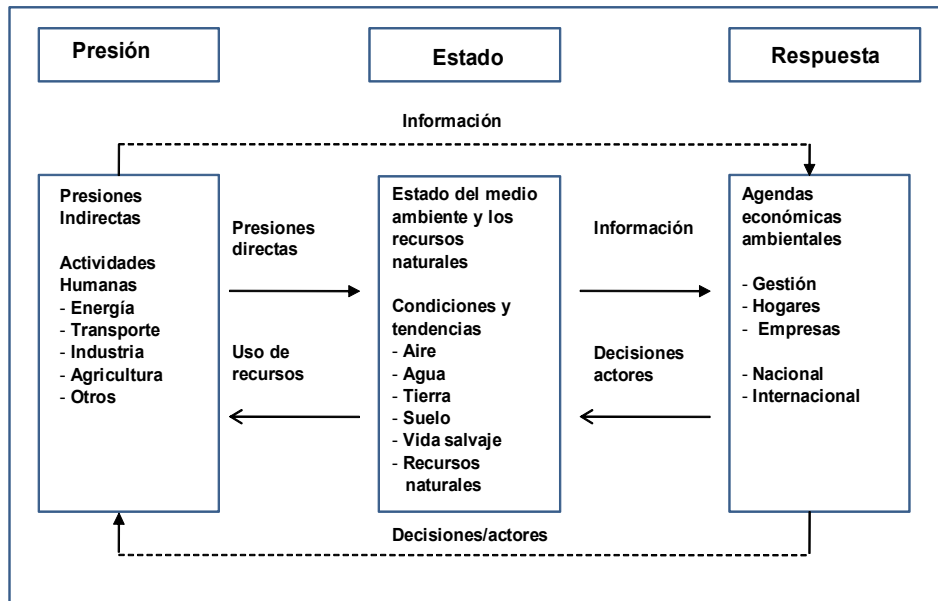 Presión
Estado
Respuesta
Información
Presiones
Indirectas
Actividades
Humanas
- Energía
- Transporte
- Industria
- Agricultura
- Otros
Presiones
directas
Uso de
recursos
Estado del medio
ambiente y los
recursos
naturales
Condiciones y
tendencias
- Aire
- Agua
- Tierra
- Suelo
- Vida salvaje
- Recursos
naturales
Información
Decisiones
actores
Agendas
económicas
ambientales
- Gestión
- Hogares
- Empresas
- Nacional
- Internacional
Decisiones/actores